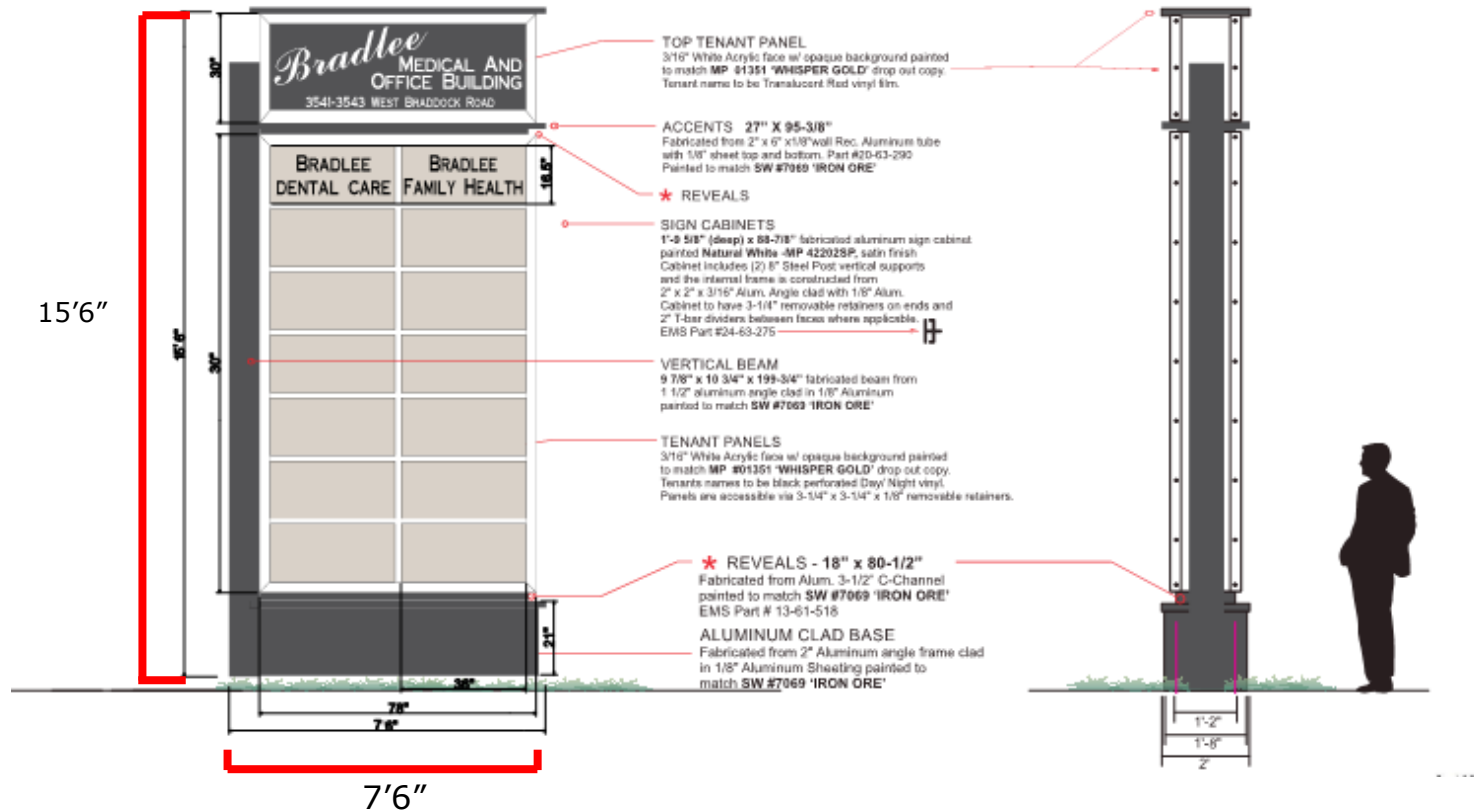 Bradlee
MEDICAL AND
OFFICE BUILDING
3541-3543 WEST BRADDOCK ROAD
BRADLEE
DENTAL CARE
BRADLEE
FAMILY HEALTH
30"
16.5"
15'6"
15'6"
30"
21"
36"
78"
7'6"
7'6"
TOP TENANT PANEL
3/16" White Acrylic face w/ opaque background painted
to match MP 01351 'WHISPER GOLD' drop out copy.
Tenant name to be Translucent Red vinyl film.
ACCENTS 27" X 95-3/8"
Fabricated from 2" x 6" x1/8"wall Rec. Aluminum tube
with 1/8" sheet top and bottom. Part #20-63-290
Painted to match SW #7069 'IRON ORE'
* REVEALS
SIGN CABINETS
1'-9 5/8" (deep) x 88-7/8" fabricated aluminum sign cabinet
painted Natural White -MP 42202SP, satin finish
Cabinet includes (2) 8" Steel Post vertical supports
and the internal frame is constructed from
2" x 2" x 3/16" Alum. Angle clad with 1/8" Alum.
Cabinet to have 3-1/4" removable retainers on ends and
2" T-bar dividers between faces where applicable.
EMS Part #24-63-275
VERTICAL BEAM
9 7/8" x 10 3/4" x 199-3/4" fabricated beam from
1 1/2" aluminum angle clad in 1/8" Aluminum
painted to match SW #7069 'IRON ORE'
TENANT PANELS
3/16" White Acrylic face w/ opaque background painted
to match MP #01351 'WHISPER GOLD' drop out copy.
Tenants names to be black perforated Day/ Night vinyl.
Panels are accessible via 3-1/4" x 3-1/4" x 1/8" removable retainers.
* REVEALS - 18" x 80-1/2"
Fabricated from Alum. 3-1/2" C-Channel
painted to match SW #7069 'IRON ORE'
EMS Part # 13-61-518
ALUMINUM CLAD BASE
Fabricated from 2" Aluminum angle frame clad
in 1/8" Aluminum Sheeting painted to
match SW #7069 'IRON ORE'
1'-2"
1'-8"
2'